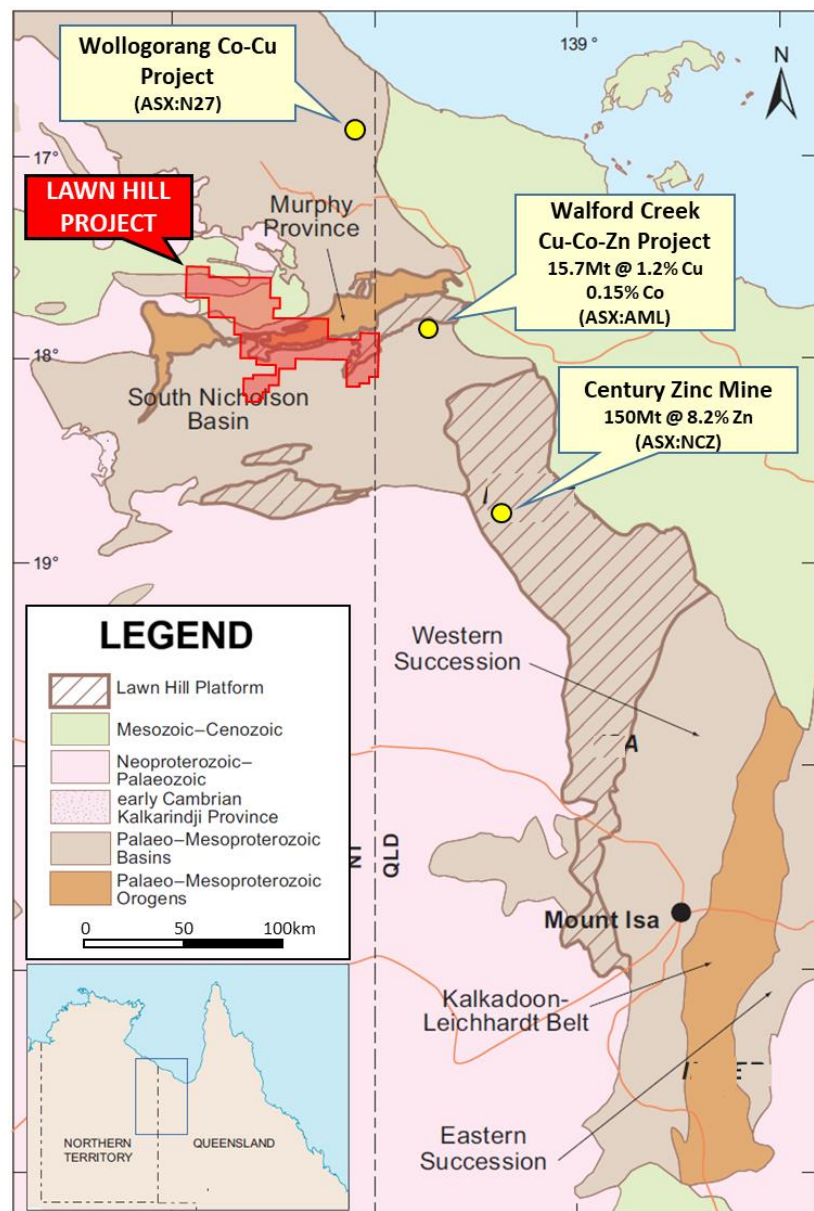 Wollogorang Co-Cu
Project
(ASX:N27)
139°
N
17°
LAWN HILL
PROJECT
Murphy
Province
Walford Creek
Cu-Co-Zn Project
15.7Mt @ 1.2% Cu
0.15% Co
(ASX:AML)
18°
South Nicholson
Basin
Century Zinc Mine
150Mt @ 8.2% Zn
(ASX:NCZ)
19°
LEGEND
Lawn Hill Platform
Mesozoic–Cenozoic
Neoproterozoic–
Palaeozoic
early Cambrian
Kalkarindji Province
Palaeo–Mesoproterozoic
Basins
Palaeo–Mesoproterozoic
Orogens
0 50 100km
Western
Succession
NT
QLD
Mount Isa
Kalkadoon-
Leichhardt Belt
Eastern
Succession
NORTHERN
TERRITORY
QUEENSLAND